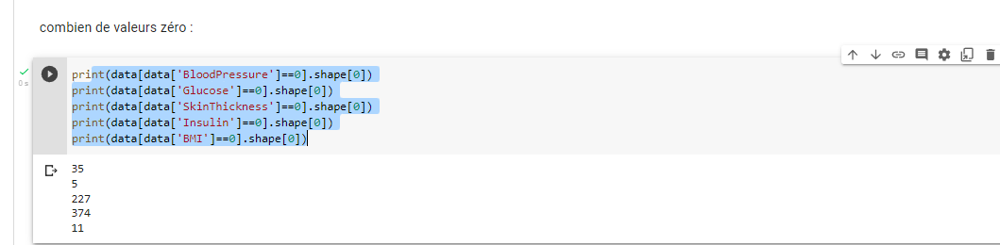 combien de valeurs zéro :
print(data[data['BloodPressure']==0].shape[0])
0 s
print(data[data['Glucose']==0].shape[0])
print(data[data['SkinThickness']==0].shape[0])
print(data[data['Insulin']==0].shape[0])
print(data[data['BMI']==0].shape[0])
35
5
227
374
11